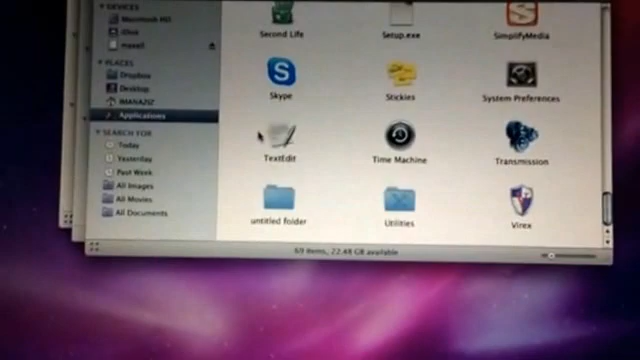 DEVICES
Macintosh HD
iDisk
maxell
PLACES
Dropbox
Desktop
IMANAZIZ
Applications
SEARCH FOR
Today
Yesterday
Past Week
All Images
All Movies
All Documents
Second Life
Setup.exe
SimplifyMedia
Skype
Stickies
System Preferences
TextEdit
Time Machine
Transmission
untitled folder
Utilities
Virex
69 items, 22.48 GB available